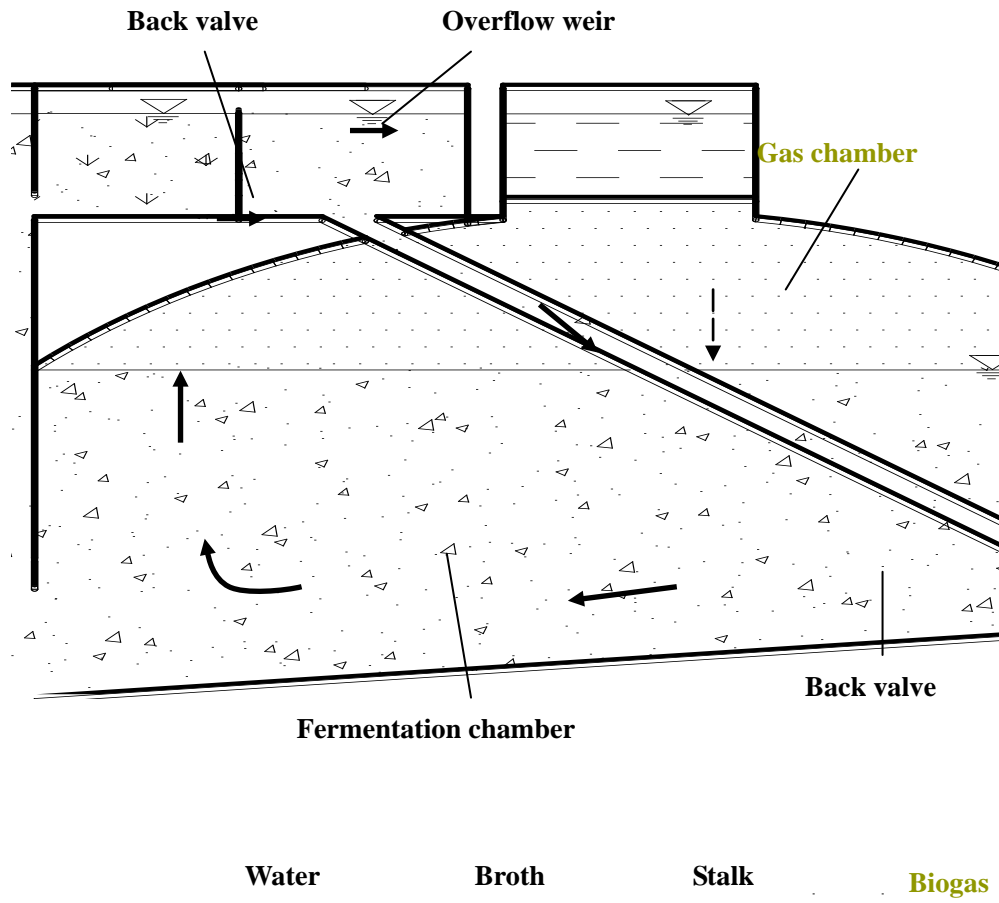 Back valve
Overflow weir
Gas chamber
Back valve
Fermentation chamber
Water
Broth
Stalk
Biogas